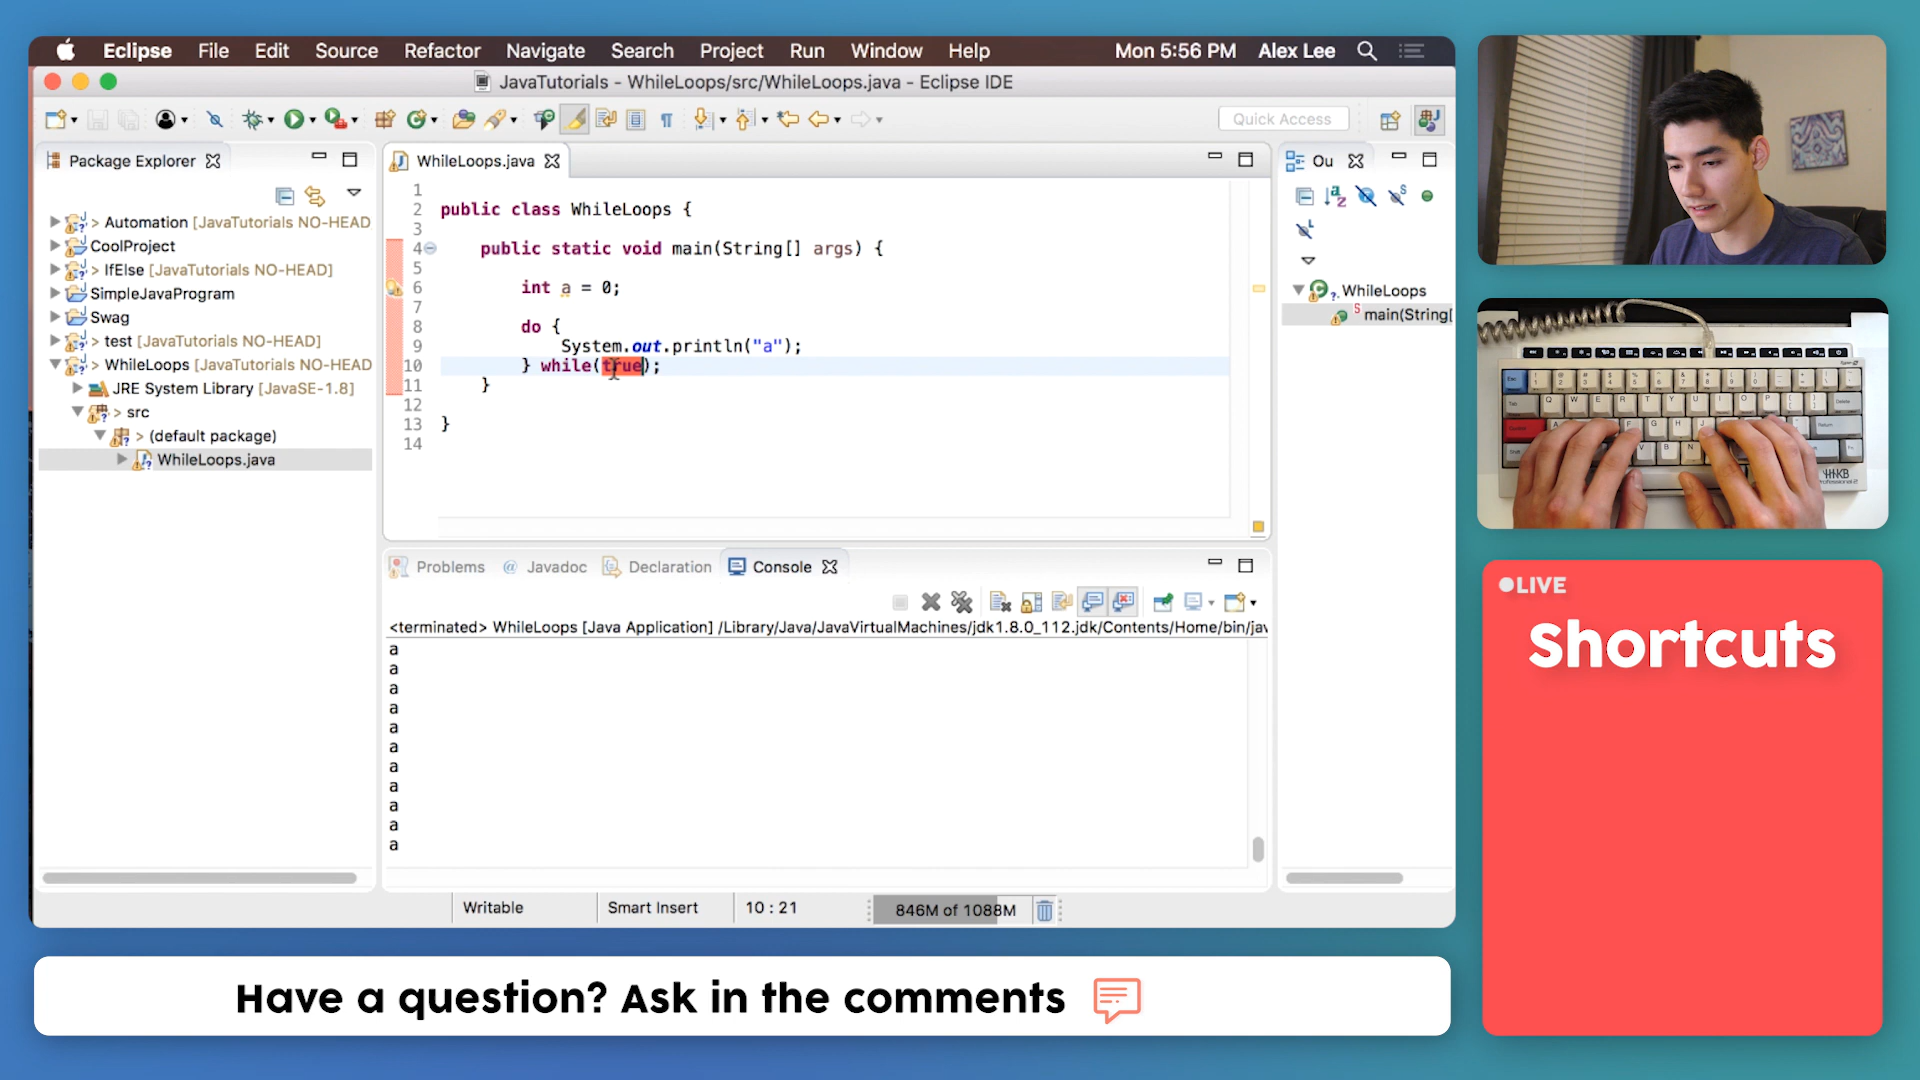 Eclipse File Edit Source Refactor Navigate Search Project Run Window Help Mon 5:56 PM Alex Lee
JavaTutorials - WhileLoops/src/WhileLoops.java - Eclipse IDE
Quick Access
Package Explorer
> Automation [JavaTutorials NO-HEAD
CoolProject
> IfElse [JavaTutorials NO-HEAD]
SimpleJavaProgram
Swag
> test [JavaTutorials NO-HEAD]
> WhileLoops [JavaTutorials NO-HEAD
JRE System Library [JavaSE-1.8]
> src
> (default package)
WhileLoops.java
WhileLoops.java
1
2 public class WhileLoops {
3
4 public static void main(String[] args) {
5
6 int a = 0;
7
8 do {
9 System.out.println("a");
10 } while(true);
11 }
12
13 }
14
Ou
WhileLoops
main(String[
Problems @ Javadoc Declaration Console
<terminated> WhileLoops [Java Application] /Library/Java/JavaVirtualMachines/jdk1.8.0_112.jdk/Contents/Home/bin/jav
a
a
a
a
a
a
a
a
a
a
a
Writable Smart Insert 10 : 21 846M of 1088M
LIVE
Shortcuts
Have a question? Ask in the comments